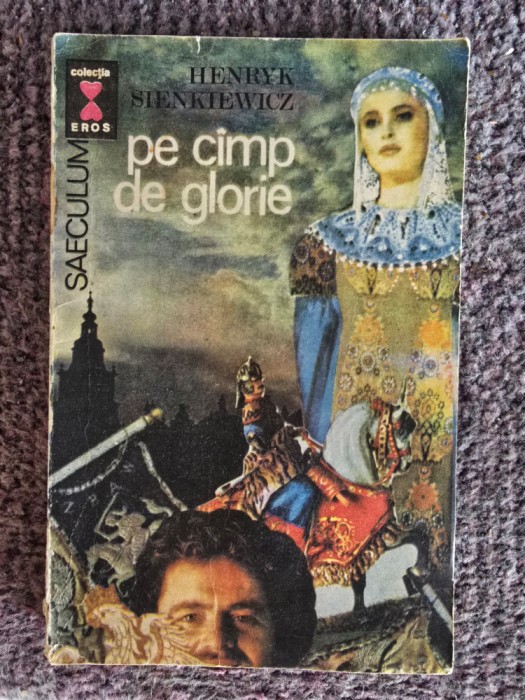 colecția
EROS
HENRYK
SIENKIEWICZ
pe cîmp
de glorie
SAECULUM